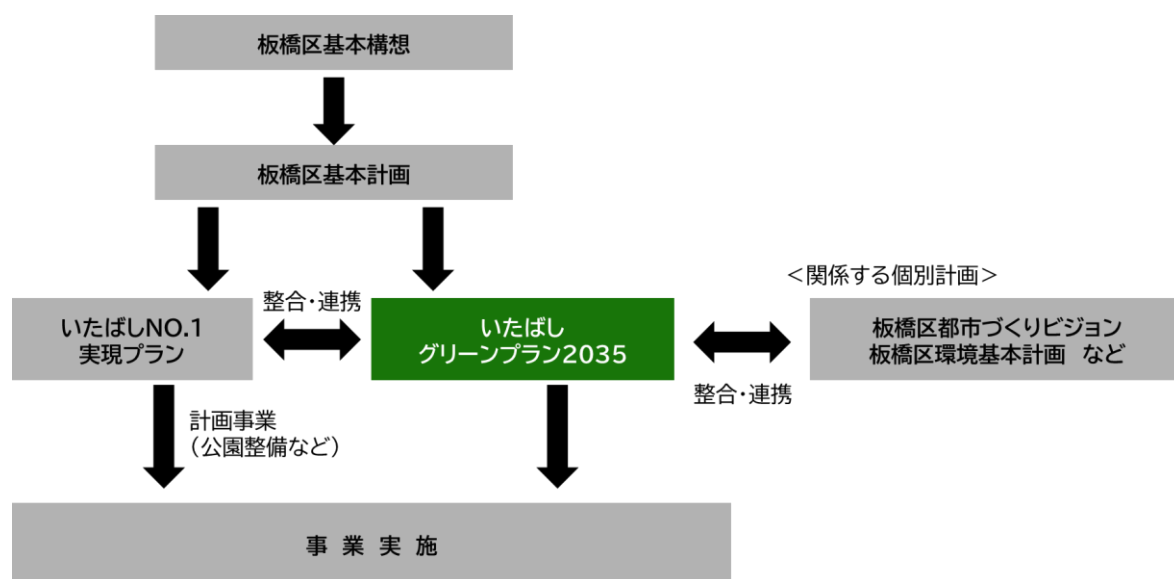 板橋区基本構想
板橋区基本計画
<関係する個別計画>
整合・連携
いたばしNO.1
実現プラン
いたばし
グリーンプラン2035
板橋区都市づくりビジョン
板橋区環境基本計画 など
整合・連携
計画事業
(公園整備など)
事 業 実 施